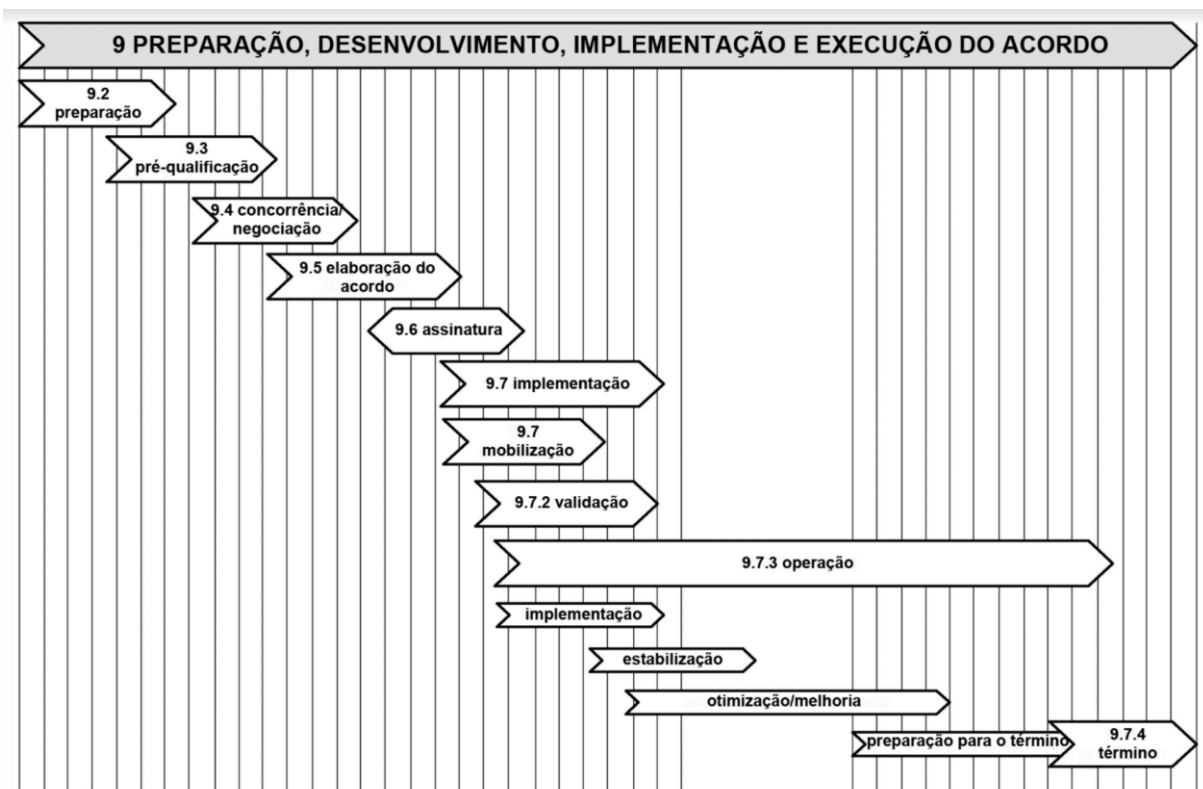 9 PREPARAÇÃO, DESENVOLVIMENTO, IMPLEMENTAÇÃO E EXECUÇÃO DO ACORDO
9.2
preparação
9.3
pré-qualificação
9.4 concorrência/
negociação
9.5 elaboração do
acordo
9.6 assinatura
9.7 implementação
9.7
mobilização
9.7.2 validação
9.7.3 operação
implementação
estabilização
otimização/melhoria
preparação para o término
9.7.4
término